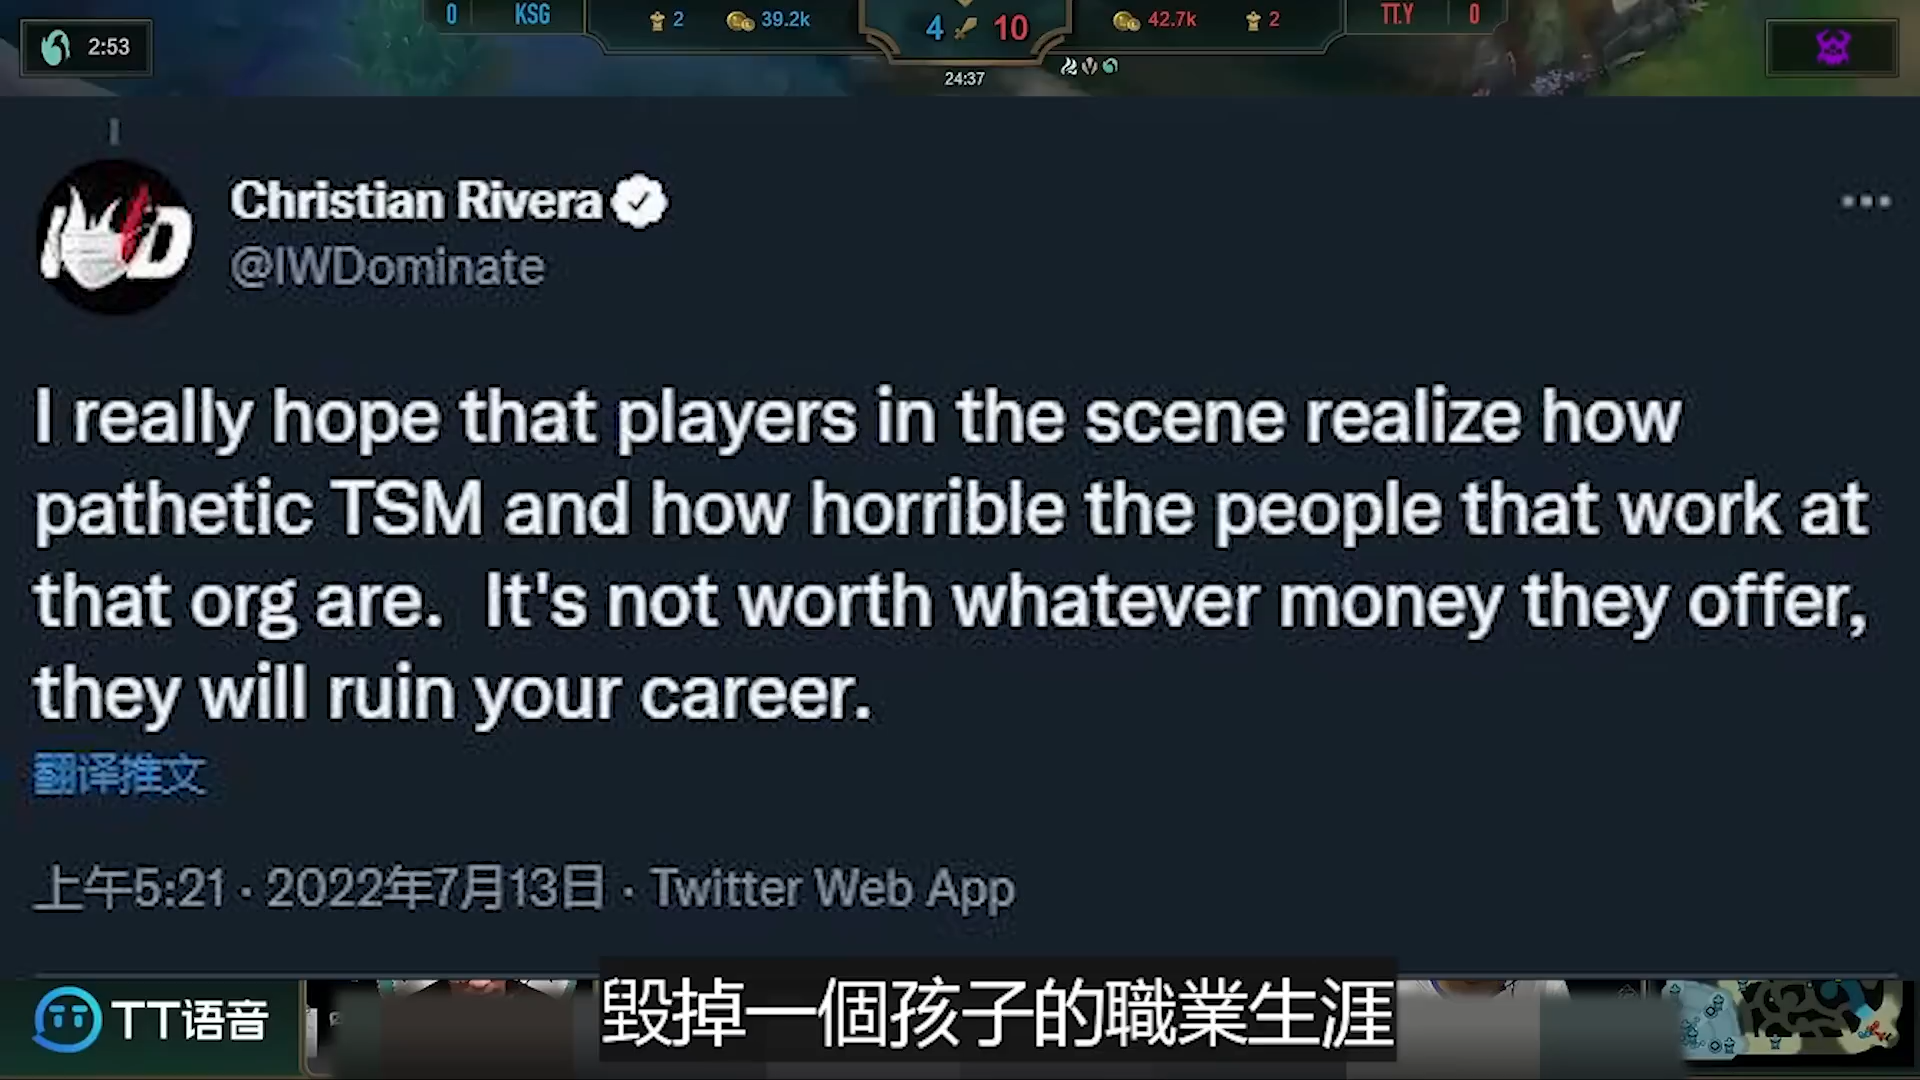 2:53
0 KSG 2 39.2k 4 10 42.7k 2 TT.Y 0
24:37
IWD
Christian Rivera
@IWDominate
I really hope that players in the scene realize how
pathetic TSM and how horrible the people that work at
that org are.  It's not worth whatever money they offer,
they will ruin your career.
翻译推文
上午5:21 · 2022年7月13日 · Twitter Web App
TT语音
毀掉一個孩子的職業生涯